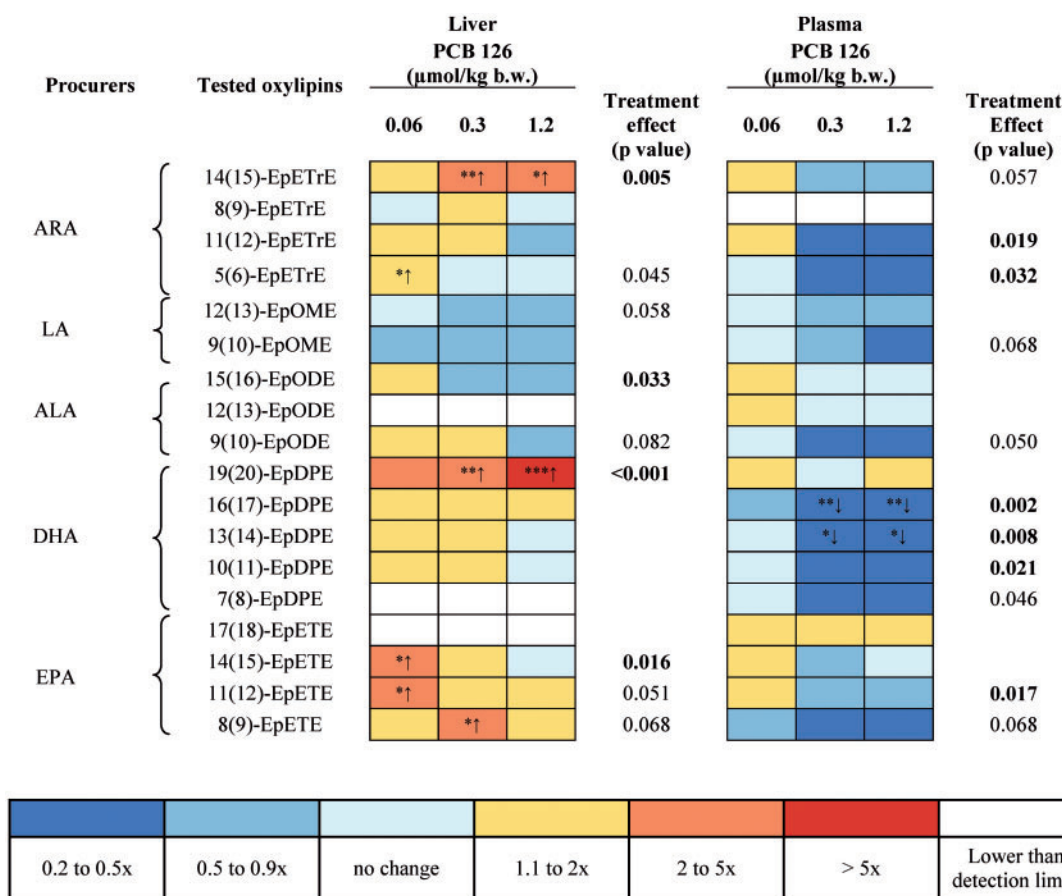 Liver Plasma
PCB 126 PCB 126
(µmol/kg b.w.) (µmol/kg b.w.)
Procurers Tested oxylipins Treatment effect (p value) Treatment Effect (p value)
0.06 0.3 1.2 0.06 0.3 1.2
ARA
14(15)-EpETrE **↑ *↑ 0.005 0.057
8(9)-EpETrE
11(12)-EpETrE 0.019
5(6)-EpETrE *↑ 0.045 0.032
LA
12(13)-EpOME 0.058
9(10)-EpOME 0.068
ALA
15(16)-EpODE 0.033
12(13)-EpODE
9(10)-EpODE 0.082 0.050
DHA
19(20)-EpDPE **↑ ***↑ <0.001
16(17)-EpDPE **↓ **↓ 0.002
13(14)-EpDPE *↓ *↓ 0.008
10(11)-EpDPE 0.021
7(8)-EpDPE 0.046
EPA
17(18)-EpETE
14(15)-EpETE *↑ 0.016
11(12)-EpETE *↑ 0.051 0.017
8(9)-EpETE *↑ 0.068 0.068
0.2 to 0.5x 0.5 to 0.9x no change 1.1 to 2x 2 to 5x > 5x Lower than
detection lim